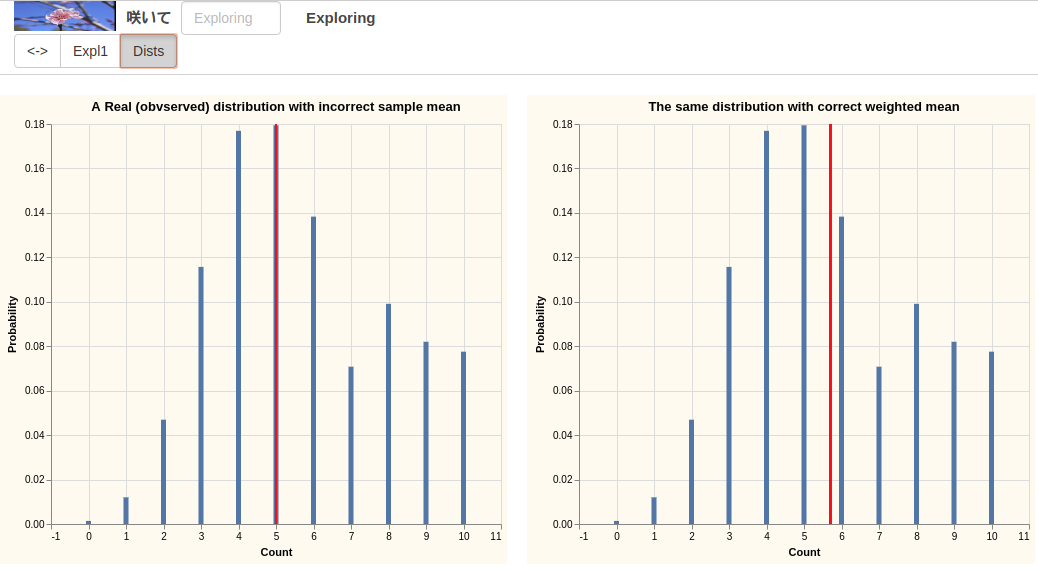 咲いて Exploring Exploring
<-> Expl1 Dists
A Real (obvserved) distribution with incorrect sample mean
0.18
0.16
0.14
0.12
0.10
0.08
0.06
0.04
0.02
0.00
Probability
-1 0 1 2 3 4 5 6 7 8 9 10 11
Count
The same distribution with correct weighted mean
0.18
0.16
0.14
0.12
0.10
0.08
0.06
0.04
0.02
0.00
Probability
-1 0 1 2 3 4 5 6 7 8 9 10 11
Count